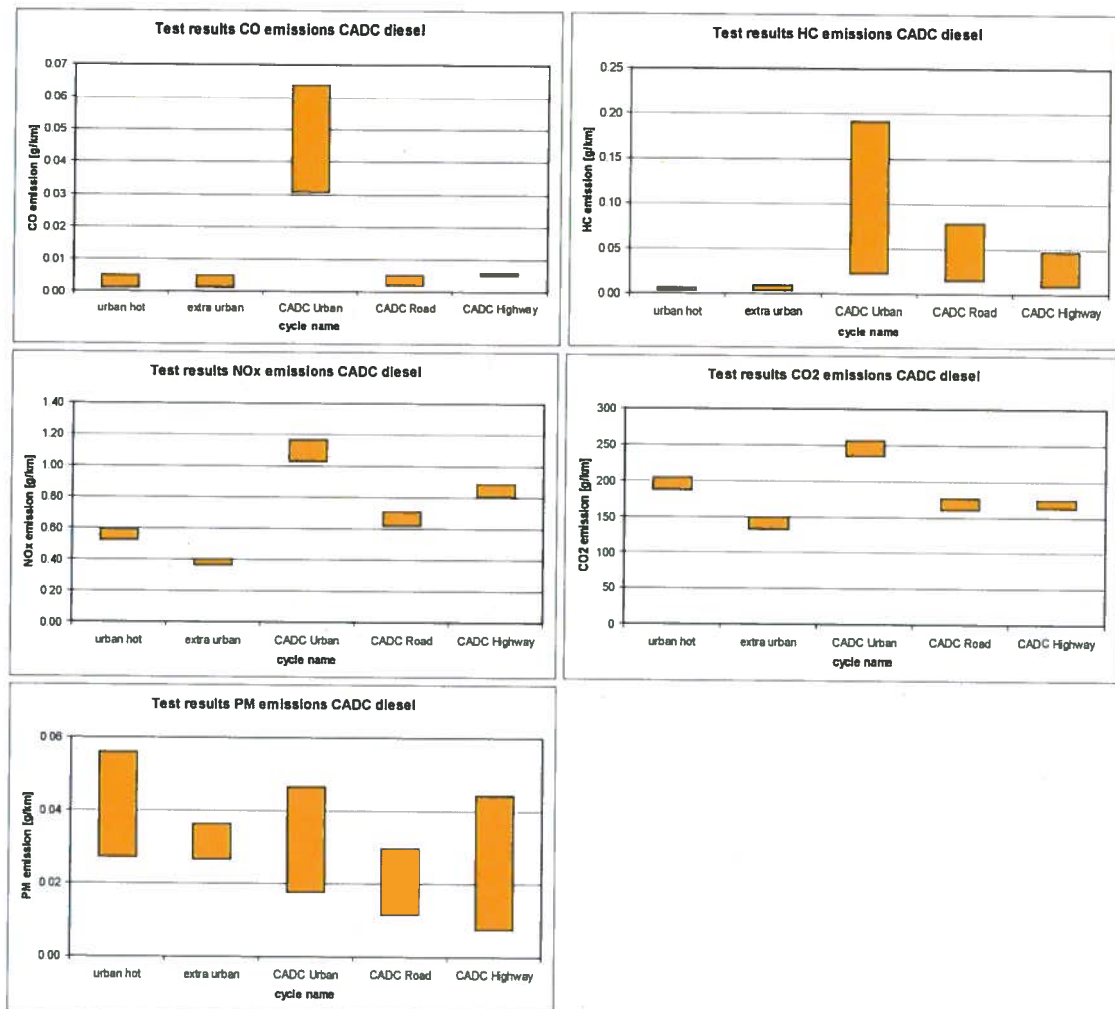 Test results CO emissions CADC diesel
CO emission [g/km]
0.07
0.06
0.05
0.04
0.03
0.02
0.01
0.00
urban hot extra urban CADC Urban CADC Road CADC Highway
cycle name
Test results HC emissions CADC diesel
HC emission [g/km]
0.25
0.20
0.15
0.10
0.05
0.00
urban hot extra urban CADC Urban CADC Road CADC Highway
cycle name
Test results NOx emissions CADC diesel
NOx emission [g/km]
1.40
1.20
1.00
0.80
0.60
0.40
0.20
0.00
urban hot extra urban CADC Urban CADC Road CADC Highway
cycle name
Test results CO2 emissions CADC diesel
CO2 emission [g/km]
300
250
200
150
100
50
0
urban hot extra urban CADC Urban CADC Road CADC Highway
cycle name
Test results PM emissions CADC diesel
PM emission [g/km]
0.06
0.04
0.02
0.00
urban hot extra urban CADC Urban CADC Road CADC Highway
cycle name